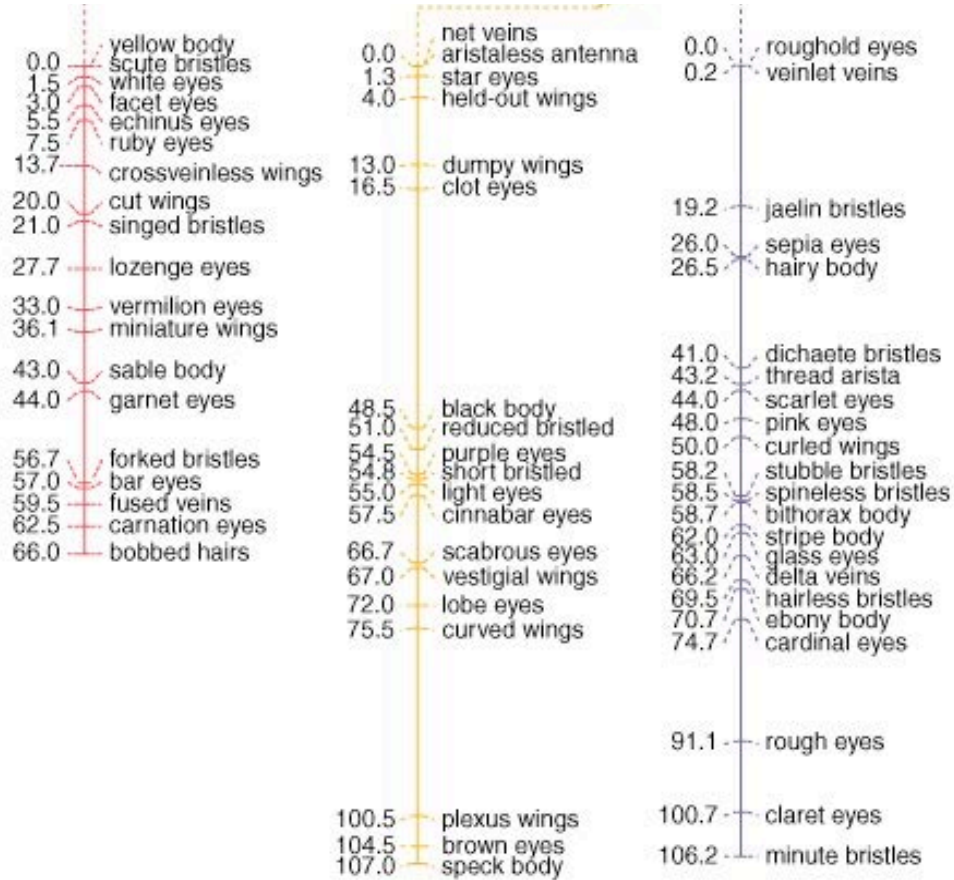 yellow body
0.0 scute bristles
1.5 white eyes
3.0 facet eyes
5.5 echinus eyes
7.5 ruby eyes
13.7 crossveinless wings
20.0 cut wings
21.0 singed bristles
27.7 lozenge eyes
33.0 vermilion eyes
36.1 miniature wings
43.0 sable body
44.0 garnet eyes
56.7 forked bristles
57.0 bar eyes
59.5 fused veins
62.5 carnation eyes
66.0 bobbed hairs
net veins
0.0 aristaless antenna
1.3 star eyes
4.0 held-out wings
13.0 dumpy wings
16.5 clot eyes
48.5 black body
51.0 reduced bristled
54.5 purple eyes
54.8 short bristled
55.0 light eyes
57.5 cinnabar eyes
66.7 scabrous eyes
67.0 vestigial wings
72.0 lobe eyes
75.5 curved wings
100.5 plexus wings
104.5 brown eyes
107.0 speck body
0.0 roughold eyes
0.2 veinlet veins
19.2 jaelin bristles
26.0 sepia eyes
26.5 hairy body
41.0 dichaete bristles
43.2 thread arista
44.0 scarlet eyes
48.0 pink eyes
50.0 curled wings
58.2 stubble bristles
58.5 spineless bristles
58.7 bithorax body
62.0 stripe body
63.0 glass eyes
66.2 delta veins
69.5 hairless bristles
70.7 ebony body
74.7 cardinal eyes
91.1 rough eyes
100.7 claret eyes
106.2 minute bristles